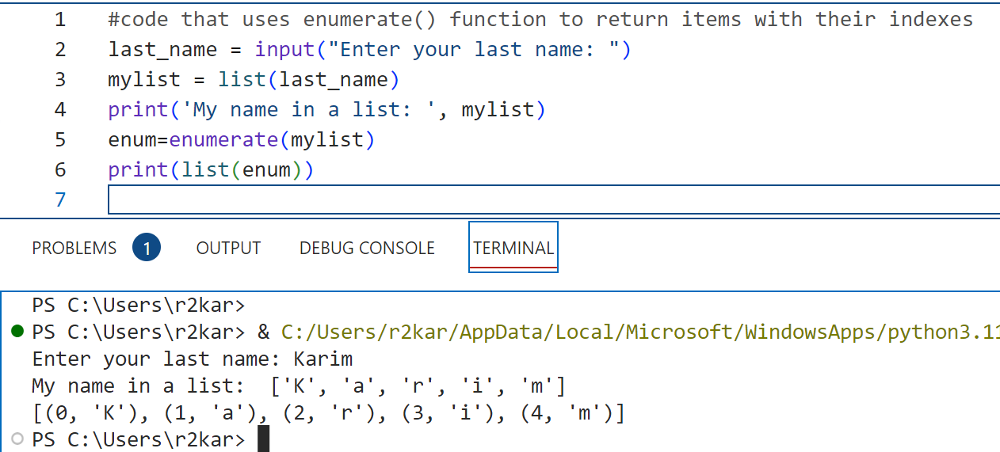 1 #code that uses enumerate() function to return items with their indexes
2 last_name = input("Enter your last name: ")
3 mylist = list(last_name)
4 print('My name in a list: ', mylist)
5 enum=enumerate(mylist)
6 print(list(enum))
7
PROBLEMS 1 OUTPUT DEBUG CONSOLE TERMINAL
PS C:\Users\r2kar>
PS C:\Users\r2kar> & C:/Users/r2kar/AppData/Local/Microsoft/WindowsApps/python3.11
Enter your last name: Karim
My name in a list:  ['K', 'a', 'r', 'i', 'm']
[(0, 'K'), (1, 'a'), (2, 'r'), (3, 'i'), (4, 'm')]
PS C:\Users\r2kar>